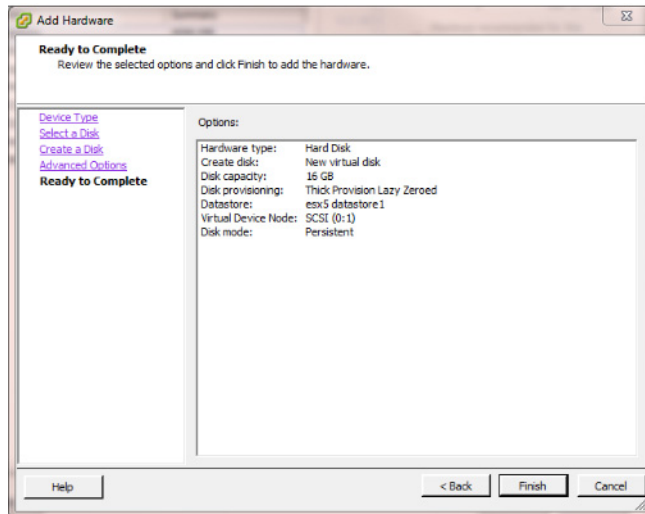 Add Hardware
Ready to Complete
Review the selected options and click Finish to add the hardware.
Device Type
Select a Disk
Create a Disk
Advanced Options
Ready to Complete
Options:
Hardware type: Hard Disk
Create disk: New virtual disk
Disk capacity: 16 GB
Disk provisioning: Thick Provision Lazy Zeroed
Datastore: esx5 datastore1
Virtual Device Node: SCSI (0:1)
Disk mode: Persistent
Help
< Back
Finish
Cancel